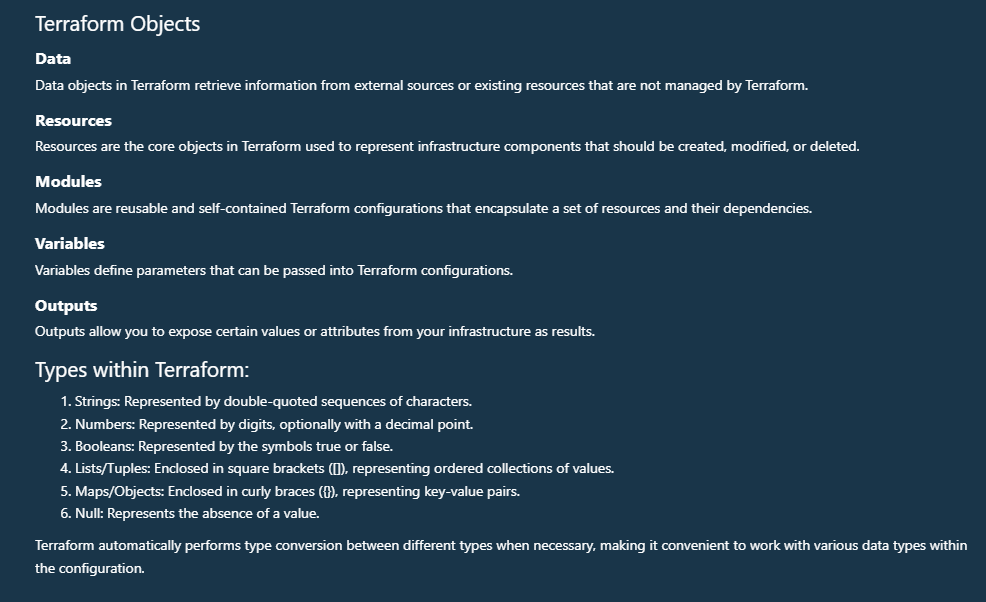 Terraform Objects
Data
Data objects in Terraform retrieve information from external sources or existing resources that are not managed by Terraform.
Resources
Resources are the core objects in Terraform used to represent infrastructure components that should be created, modified, or deleted.
Modules
Modules are reusable and self-contained Terraform configurations that encapsulate a set of resources and their dependencies.
Variables
Variables define parameters that can be passed into Terraform configurations.
Outputs
Outputs allow you to expose certain values or attributes from your infrastructure as results.
Types within Terraform:
1. Strings: Represented by double-quoted sequences of characters.
2. Numbers: Represented by digits, optionally with a decimal point.
3. Booleans: Represented by the symbols true or false.
4. Lists/Tuples: Enclosed in square brackets ([]), representing ordered collections of values.
5. Maps/Objects: Enclosed in curly braces ({}), representing key-value pairs.
6. Null: Represents the absence of a value.
Terraform automatically performs type conversion between different types when necessary, making it convenient to work with various data types within
the configuration.